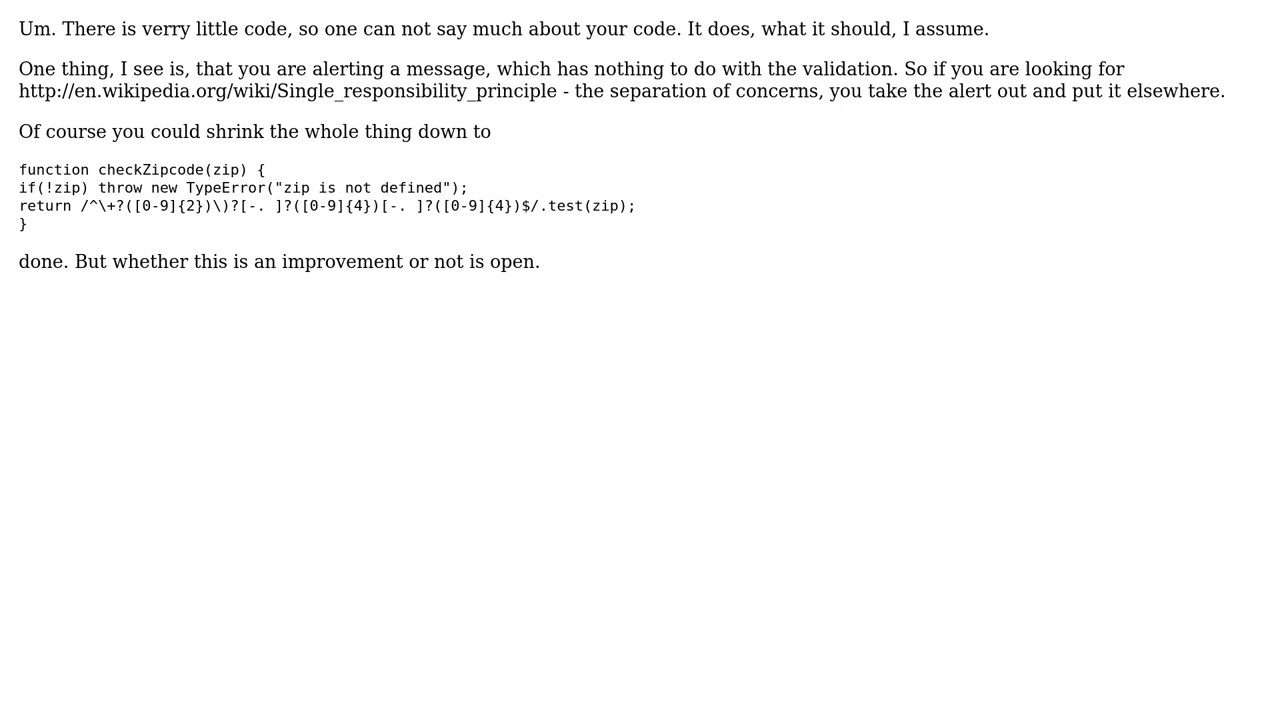 Um. There is verry little code, so one can not say much about your code. It does, what it should, I assume.
One thing, I see is, that you are alerting a message, which has nothing to do with the validation. So if you are looking for
http://en.wikipedia.org/wiki/Single_responsibility_principle - the separation of concerns, you take the alert out and put it elsewhere.
Of course you could shrink the whole thing down to
function checkZipcode(zip) {
if(!zip) throw new TypeError("zip is not defined");
return /^\+?([0-9]{2})\)?[-. ]?([0-9]{4})[-. ]?([0-9]{4})$/.test(zip);
}
done. But whether this is an improvement or not is open.